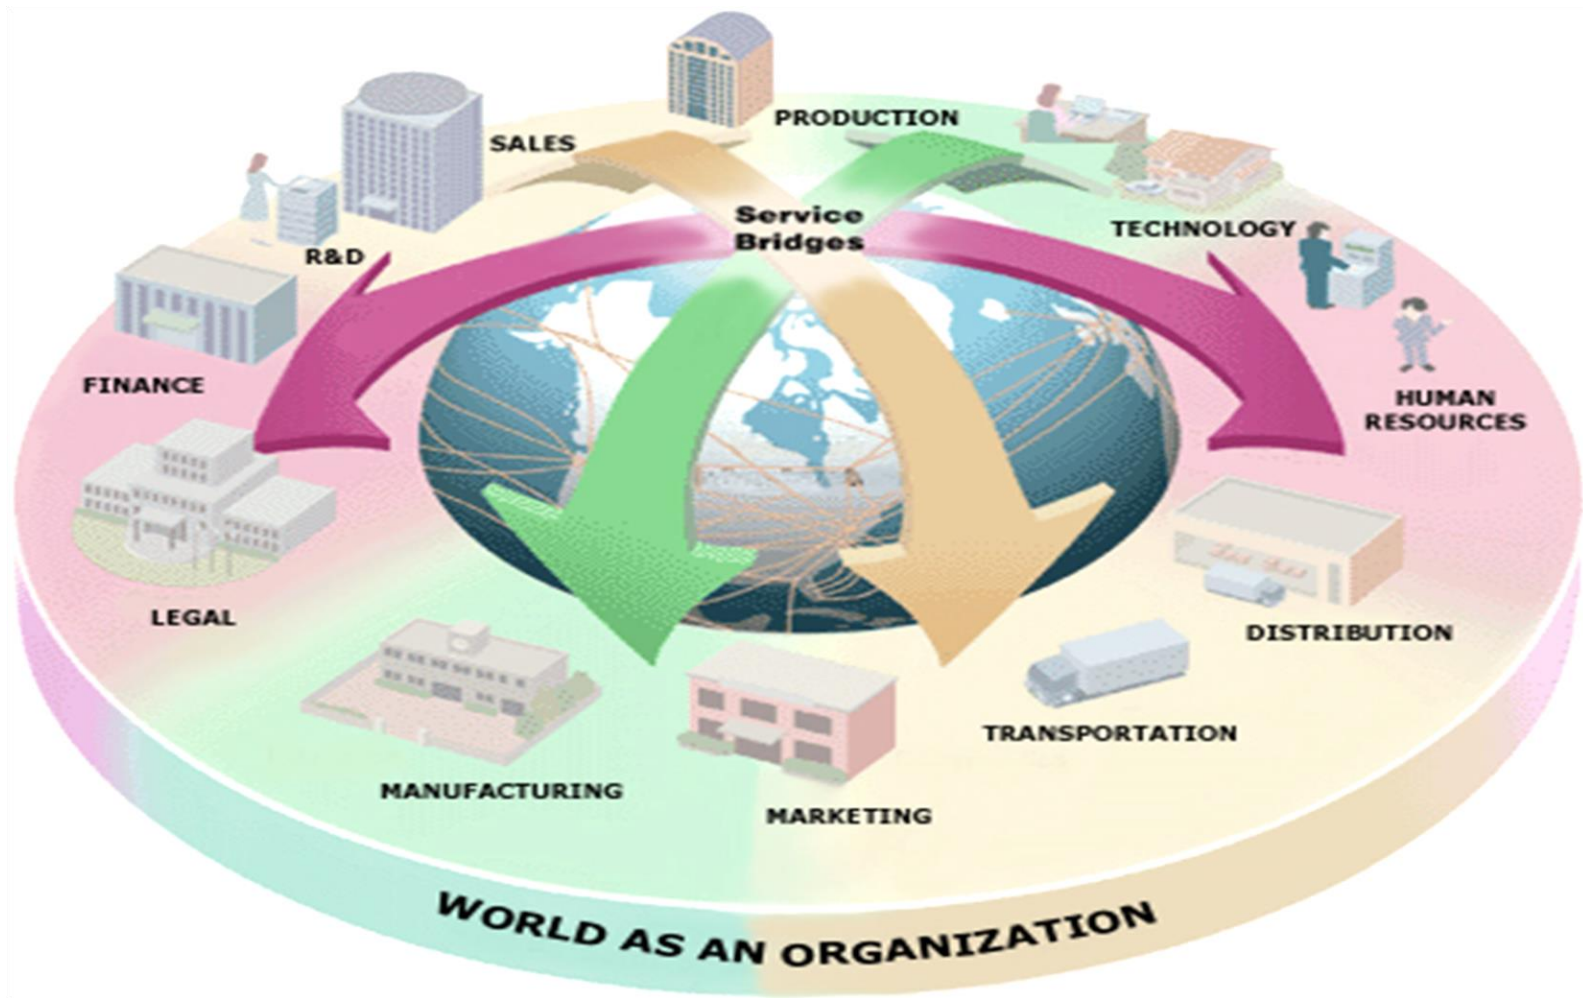 PRODUCTION
SALES
Service
Bridges
TECHNOLOGY
R&D
FINANCE
HUMAN
RESOURCES
LEGAL
DISTRIBUTION
TRANSPORTATION
MANUFACTURING
MARKETING
WORLD AS AN ORGANIZATION